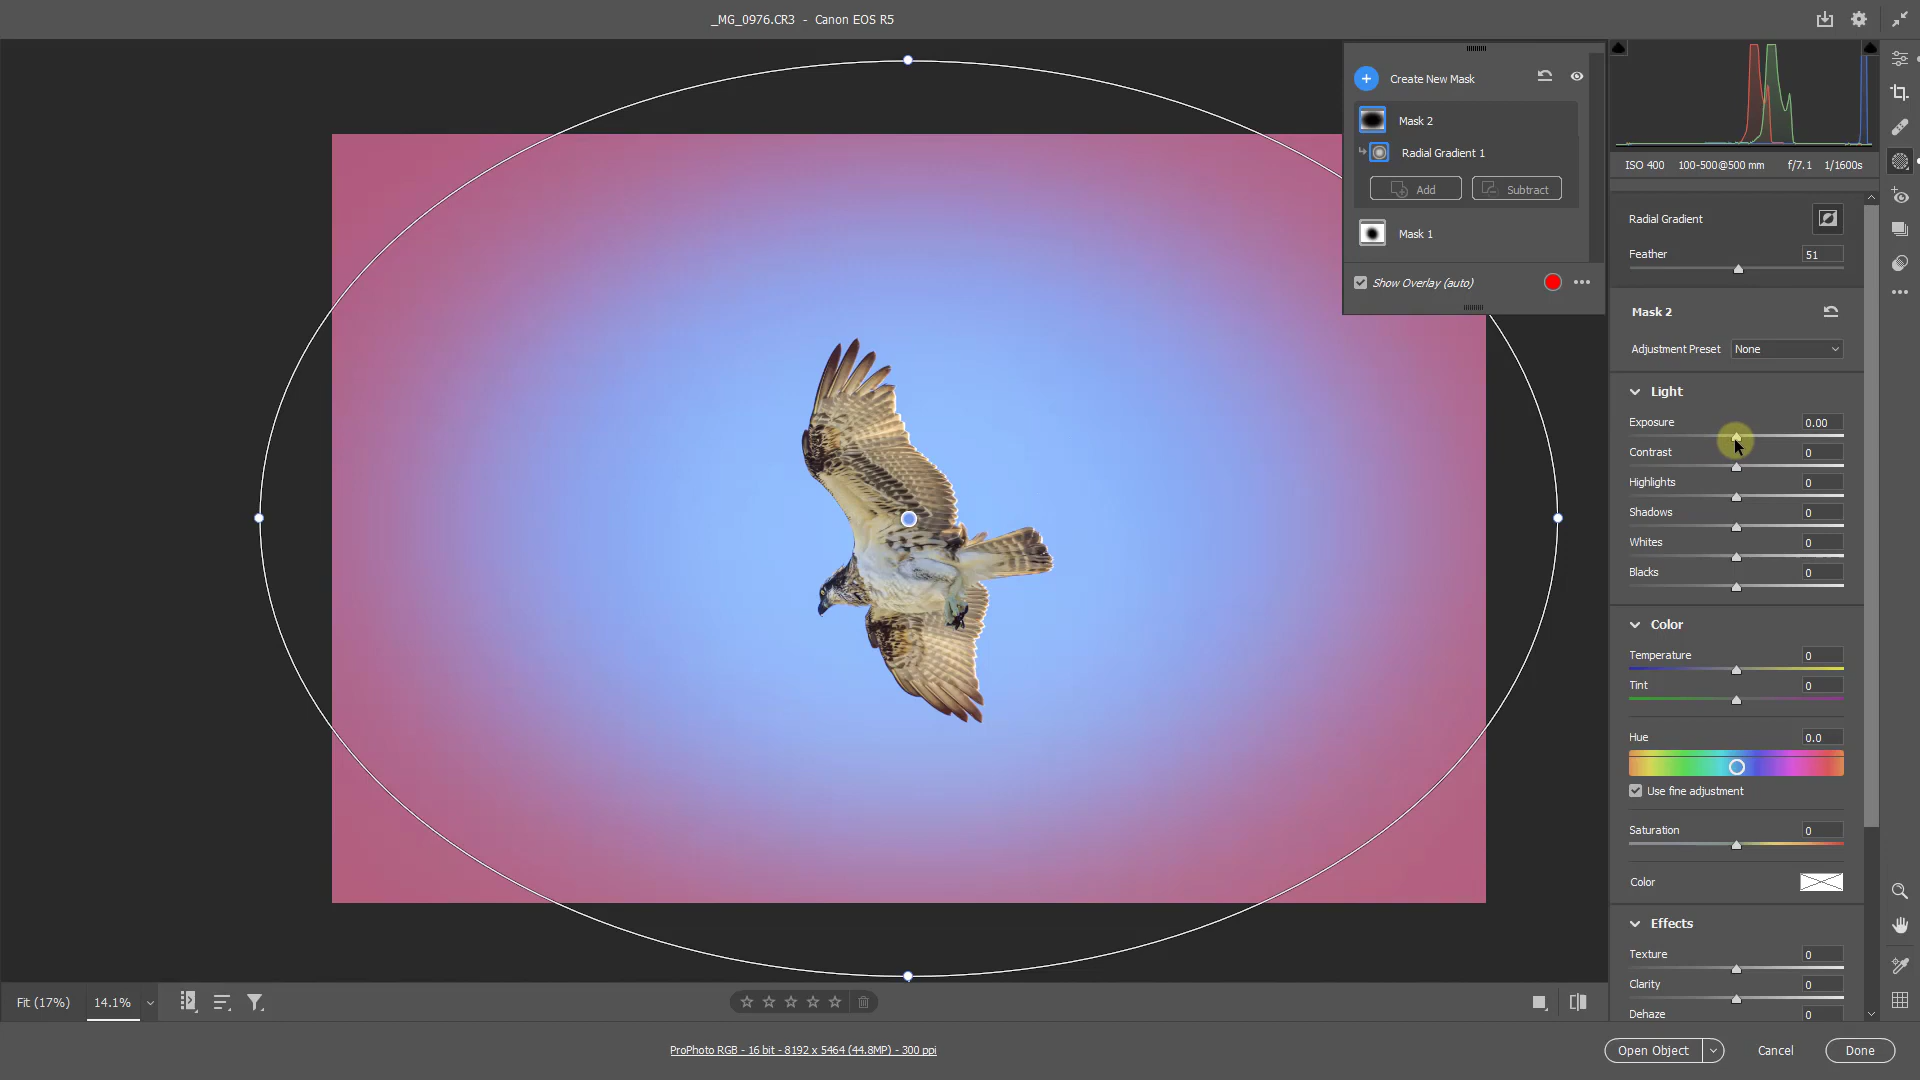 _MG_0976.CR3 - Canon EOS R5
Create New Mask
Mask 2
Radial Gradient 1
Add
Subtract
Mask 1
Show Overlay (auto)
ISO 400 100-500@500 mm f/7.1 1/1600s
Radial Gradient
Feather 51
Mask 2
Adjustment Preset None
Light
Exposure 0.00
Contrast 0
Highlights 0
Shadows 0
Whites 0
Blacks 0
Color
Temperature 0
Tint 0
Hue 0.0
Use fine adjustment
Saturation 0
Color
Effects
Texture 0
Clarity 0
Dehaze 0
Fit (17%) 14.1%
ProPhoto RGB - 16 bit - 8192 x 5464 (44.8MP) - 300 ppi
Open Object
Cancel
Done